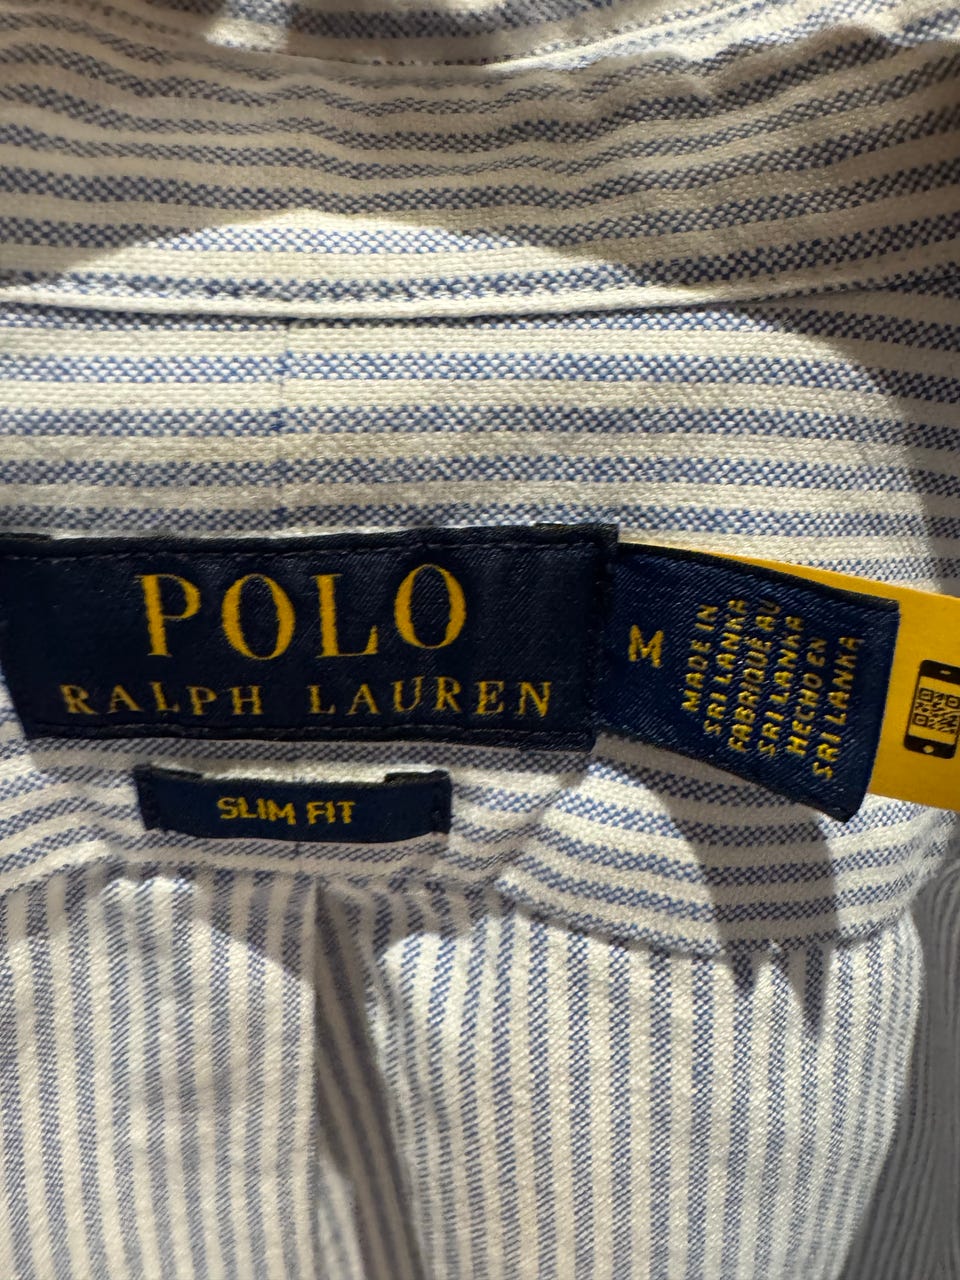 POLO
RALPH LAUREN
SLIM FIT
M
MADE IN
SRI LANKA
FABRIQUÉ AU
SRI LANKA
HECHO EN
SRI LANKA